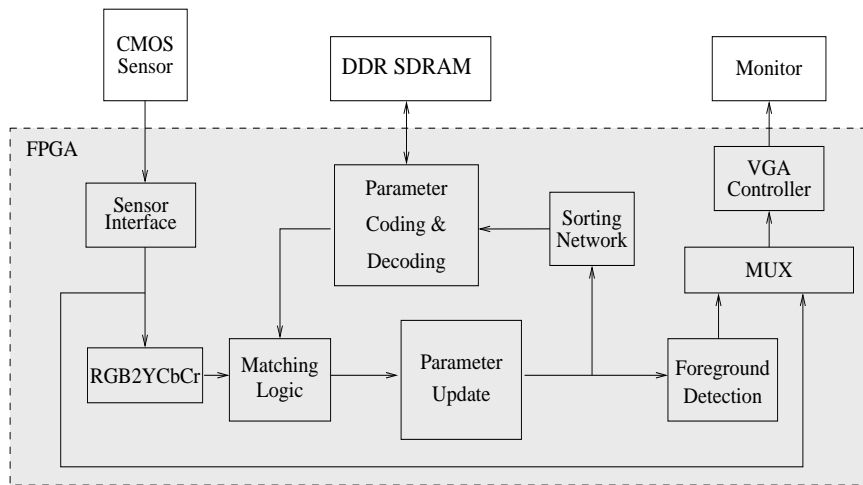 CMOS
Sensor
DDR SDRAM
Monitor
FPGA
Sensor
Interface
Parameter
Coding &
Decoding
Sorting
Network
VGA
Controller
MUX
RGB2YCbCr
Matching
Logic
Parameter
Update
Foreground
Detection